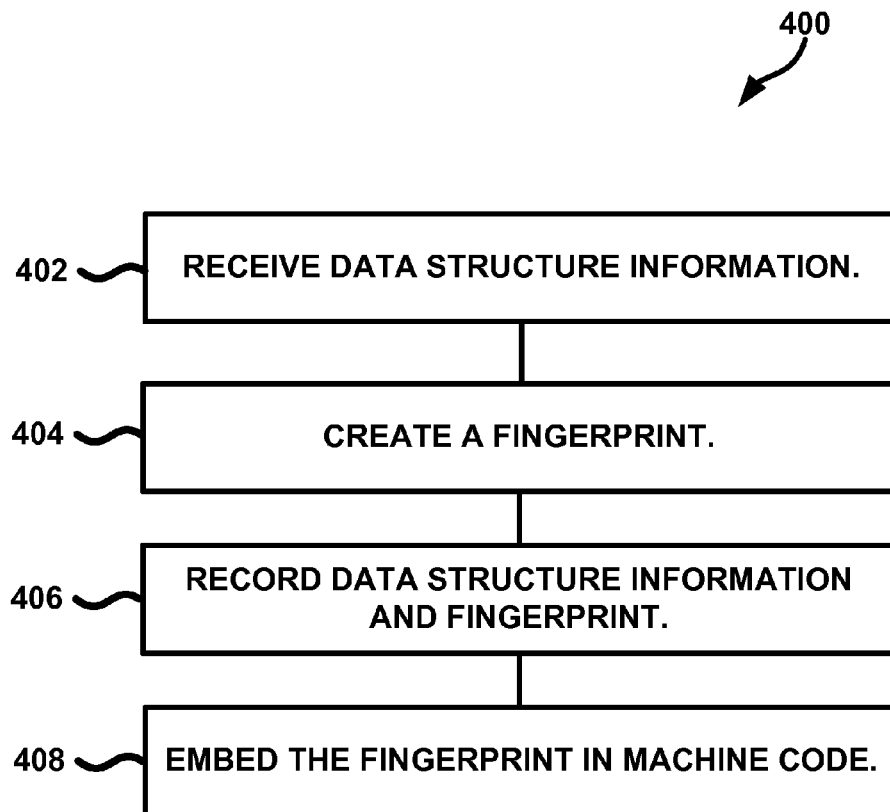 400
402 RECEIVE DATA STRUCTURE INFORMATION.
404 CREATE A FINGERPRINT.
406 RECORD DATA STRUCTURE INFORMATION
AND FINGERPRINT.
408 EMBED THE FINGERPRINT IN MACHINE CODE.